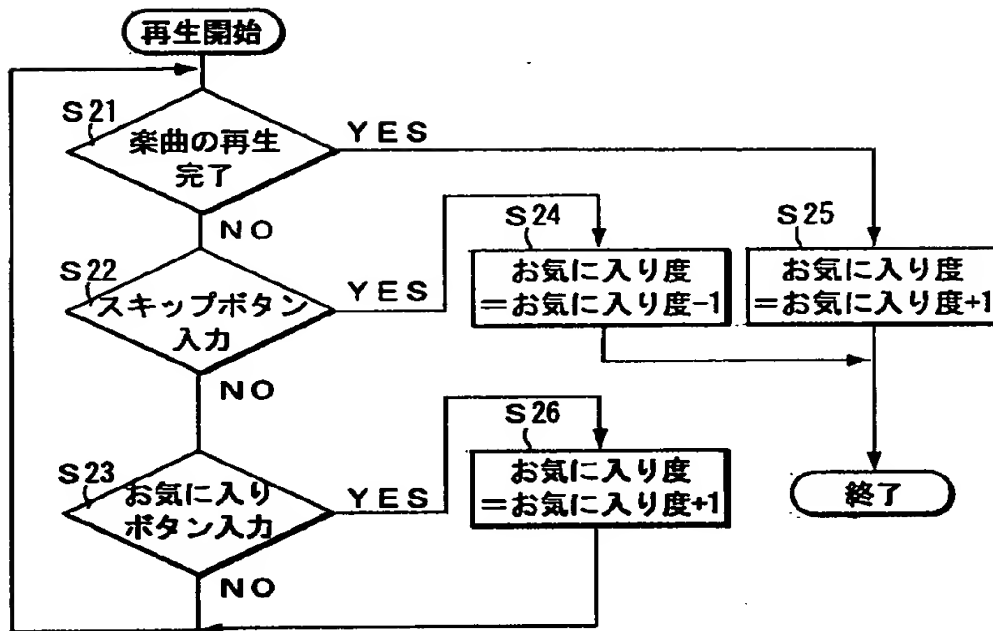 再生開始
S21
楽曲の再生
完了
YES
NO
S22
スキップボタン
入力
YES
NO
S24
お気に入り度
=お気に入り度-1
S25
お気に入り度
=お気に入り度+1
S23
お気に入り
ボタン入力
YES
NO
S26
お気に入り度
=お気に入り度+1
終了